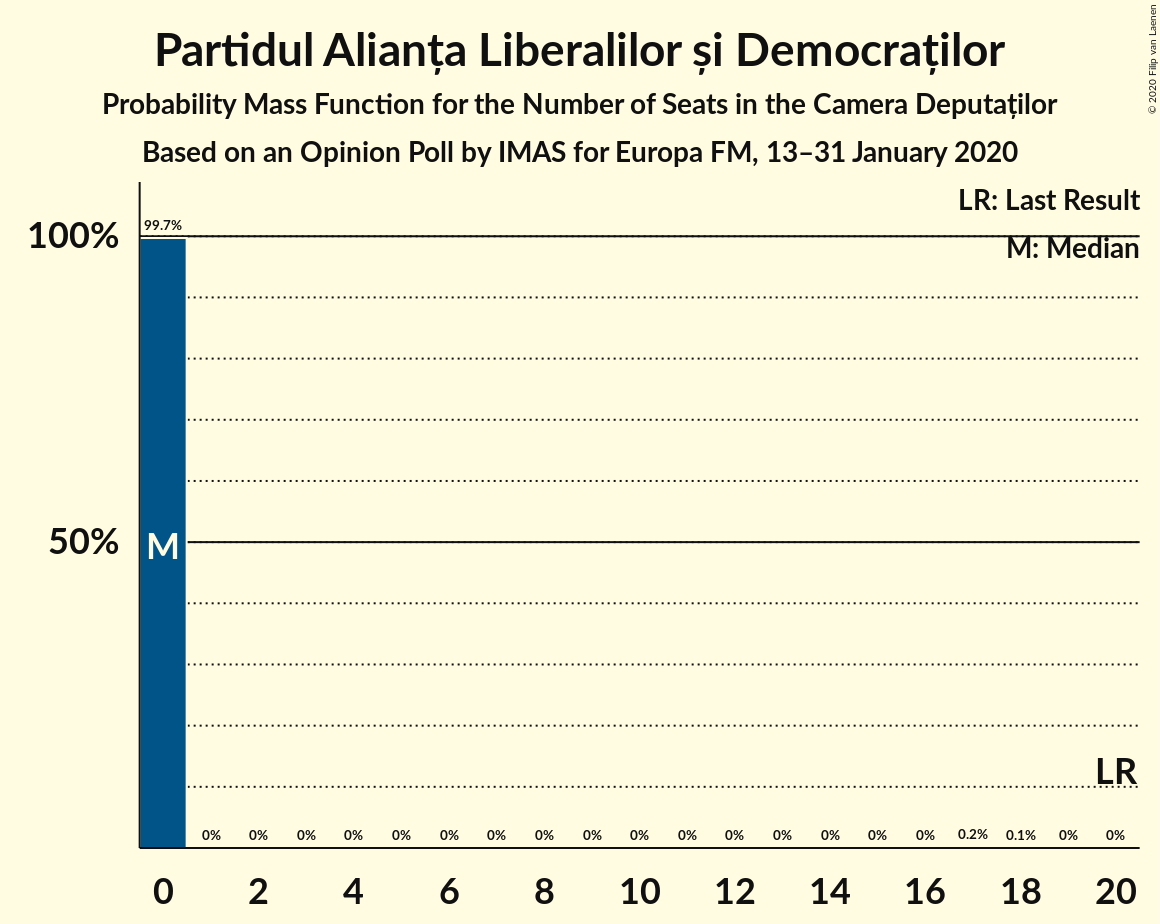 Partidul Alianța Liberalilor și Democraților
Probability Mass Function for the Number of Seats in the Camera Deputaților
Based on an Opinion Poll by IMAS for Europa FM, 13–31 January 2020
© 2020 Filip van Laenen
LR: Last Result
M: Median
100%
50%
99.7%
M
LR
0% 0% 0% 0% 0% 0% 0% 0% 0% 0% 0% 0% 0% 0% 0% 0% 0.2% 0.1% 0% 0%
0 2 4 6 8 10 12 14 16 18 20